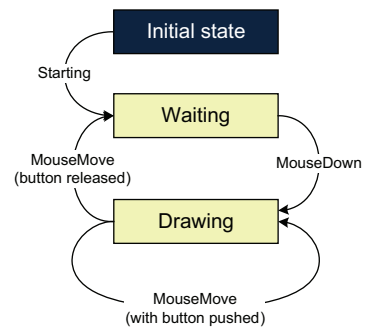 Initial state
Starting
Waiting
MouseMove
(button released)
MouseDown
Drawing
MouseMove
(with button pushed)